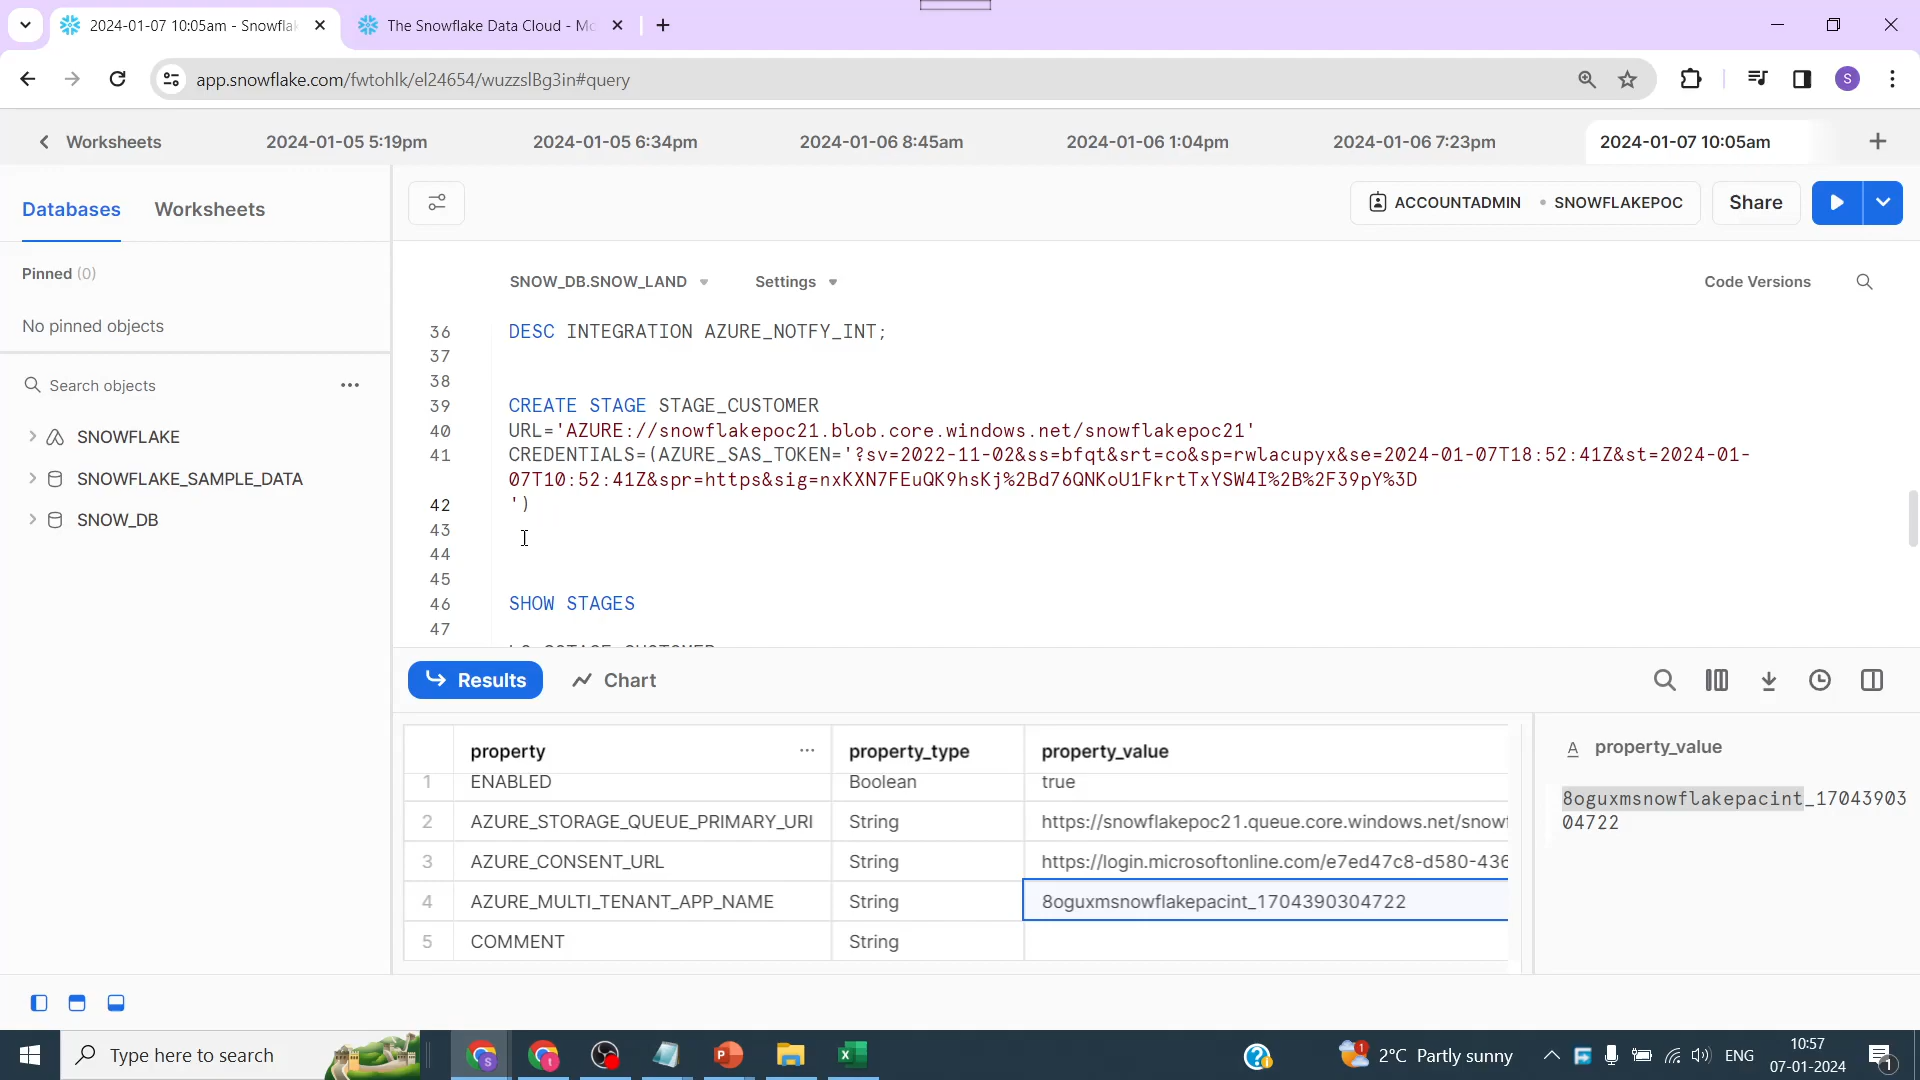 2024-01-07 10:05am - Snowflak
The Snowflake Data Cloud - Mo
app.snowflake.com/fwtohlk/el24654/wuzzslBg3in#query
S
Worksheets
2024-01-05 5:19pm
2024-01-05 6:34pm
2024-01-06 8:45am
2024-01-06 1:04pm
2024-01-06 7:23pm
2024-01-07 10:05am
Databases
Worksheets
ACCOUNTADMIN
SNOWFLAKEPOC
Share
Pinned (0)
No pinned objects
Search objects
SNOWFLAKE
SNOWFLAKE_SAMPLE_DATA
SNOW_DB
SNOW_DB.SNOW_LAND
Settings
Code Versions
36 DESC INTEGRATION AZURE_NOTFY_INT;
37
38
39 CREATE STAGE STAGE_CUSTOMER
40 URL='AZURE://snowflakepoc21.blob.core.windows.net/snowflakepoc21'
41 CREDENTIALS=(AZURE_SAS_TOKEN='?sv=2022-11-02&ss=bfqt&srt=co&sp=rwlacupyx&se=2024-01-07T18:52:41Z&st=2024-01-
07T10:52:41Z&spr=https&sig=nxKXN7FEuQK9hsKj%2Bd76QNKoU1FkrtTxYSW4I%2B%2F39pY%3D
42 ')
43
44
45
46 SHOW STAGES
47
Results
Chart
property
property_type
property_value
1 ENABLED Boolean true
2 AZURE_STORAGE_QUEUE_PRIMARY_URI String https://snowflakepoc21.queue.core.windows.net/snowf
3 AZURE_CONSENT_URL String https://login.microsoftonline.com/e7ed47c8-d580-436
4 AZURE_MULTI_TENANT_APP_NAME String 8oguxmsnowflakepacint_1704390304722
5 COMMENT String
A property_value
8oguxmsnowflakepacint_17043903
04722
Type here to search
2°C Partly sunny
ENG
10:57
07-01-2024
1